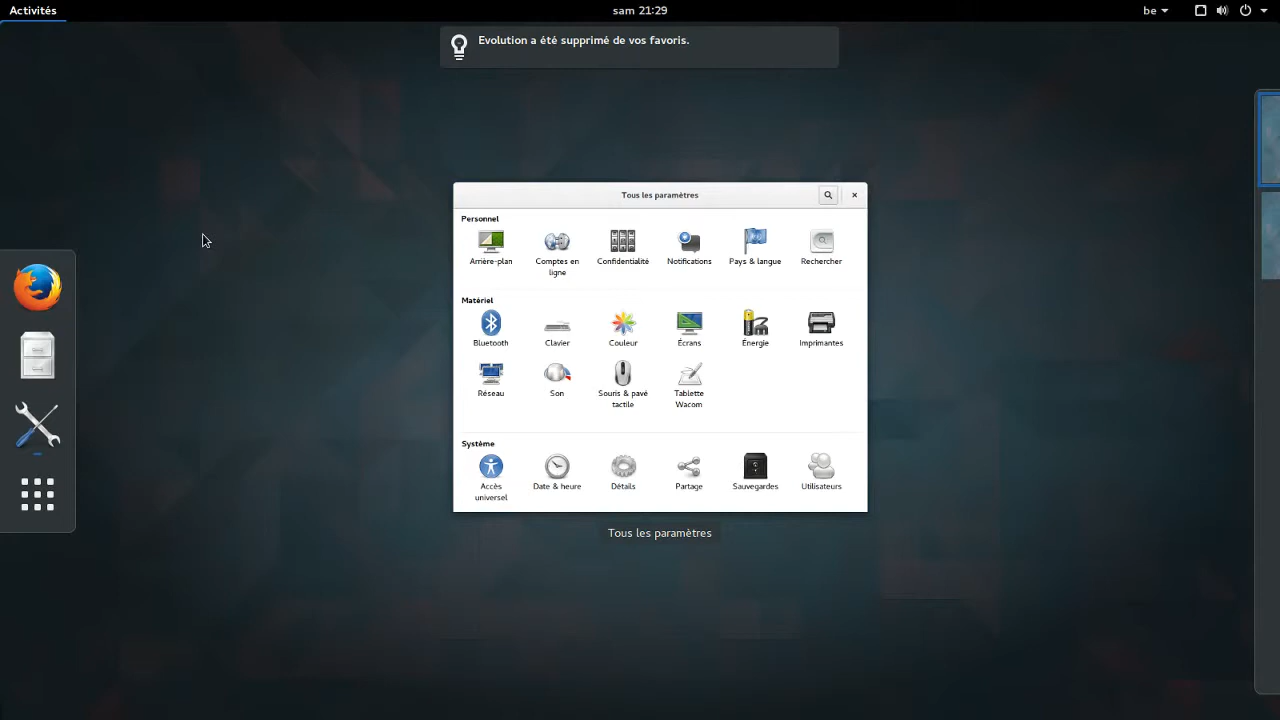 Activités
sam 21:29
be
Evolution a été supprimé de vos favoris.
Tous les paramètres
Personnel
Arrière-plan
Comptes en ligne
Confidentialité
Notifications
Pays & langue
Rechercher
Matériel
Bluetooth
Clavier
Couleur
Écrans
Énergie
Imprimantes
Réseau
Son
Souris & pavé tactile
Tablette Wacom
Système
Accès universel
Date & heure
Détails
Partage
Sauvegardes
Utilisateurs
Tous les paramètres